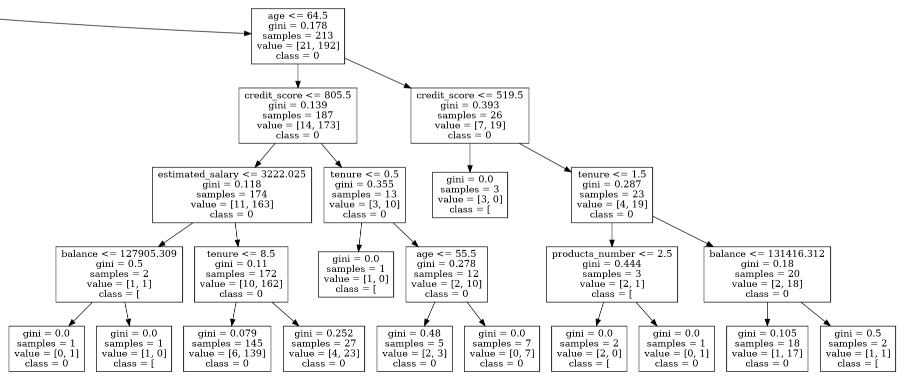 age <= 64.5
gini = 0.178
samples = 213
value = [21, 192]
class = 0
credit_score <= 805.5
gini = 0.139
samples = 187
value = [14, 173]
class = 0
credit_score <= 519.5
gini = 0.393
samples = 26
value = [7, 19]
class = 0
estimated_salary <= 3222.025
gini = 0.118
samples = 174
value = [11, 163]
class = 0
tenure <= 0.5
gini = 0.355
samples = 13
value = [3, 10]
class = 0
gini = 0.0
samples = 3
value = [3, 0]
class = [
tenure <= 1.5
gini = 0.287
samples = 23
value = [4, 19]
class = 0
balance <= 127905.309
gini = 0.5
samples = 2
value = [1, 1]
class = [
tenure <= 8.5
gini = 0.11
samples = 172
value = [10, 162]
class = 0
gini = 0.0
samples = 1
value = [1, 0]
class = [
age <= 55.5
gini = 0.278
samples = 12
value = [2, 10]
class = 0
products_number <= 2.5
gini = 0.444
samples = 3
value = [2, 1]
class = [
balance <= 131416.312
gini = 0.18
samples = 20
value = [2, 18]
class = 0
gini = 0.0
samples = 1
value = [0, 1]
class = 0
gini = 0.0
samples = 1
value = [1, 0]
class = [
gini = 0.079
samples = 145
value = [6, 139]
class = 0
gini = 0.252
samples = 27
value = [4, 23]
class = 0
gini = 0.48
samples = 5
value = [2, 3]
class = 0
gini = 0.0
samples = 7
value = [0, 7]
class = 0
gini = 0.0
samples = 2
value = [2, 0]
class = [
gini = 0.0
samples = 1
value = [0, 1]
class = 0
gini = 0.105
samples = 18
value = [1, 17]
class = 0
gini = 0.5
samples = 2
value = [1, 1]
class = [